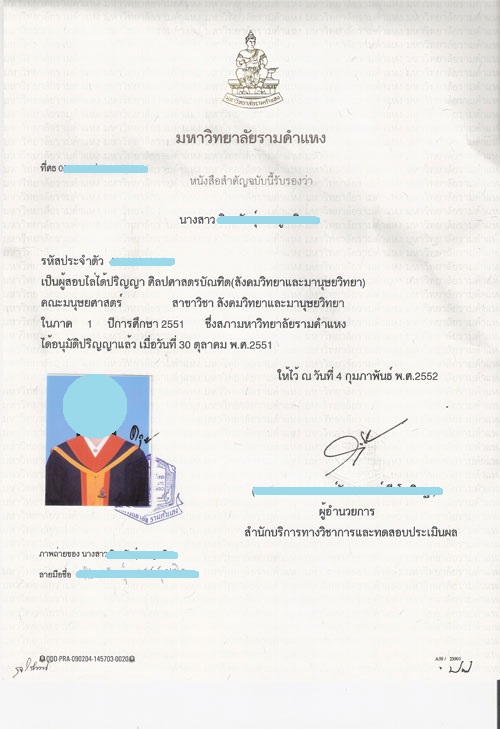 มหาวิทยาลัยรามคำแหง
มหาวิทยาลัยรามคำแหง
ที่ศธ 0
หนังสือสำคัญฉบับนี้รับรองว่า
นางสาว
รหัสประจำตัว
เป็นผู้สอบไล่ได้ปริญญา ศิลปศาสตรบัณฑิต(สังคมวิทยาและมานุษยวิทยา)
คณะมนุษยศาสตร์ สาขาวิชา สังคมวิทยาและมานุษยวิทยา
ในภาค 1 ปีการศึกษา 2551 ซึ่งสภามหาวิทยาลัยรามคำแหง
ได้อนุมัติปริญญาแล้ว เมื่อวันที่ 30 ตุลาคม พ.ศ.2551
ให้ไว้ ณ วันที่ 4 กุมภาพันธ์ พ.ศ.2552
ผู้อำนวยการ
สำนักบริการทางวิชาการและทดสอบประเมินผล
ภาพถ่ายของ นางสาว
ลายมือชื่อ
ODO-PRA-090204-145703-0020